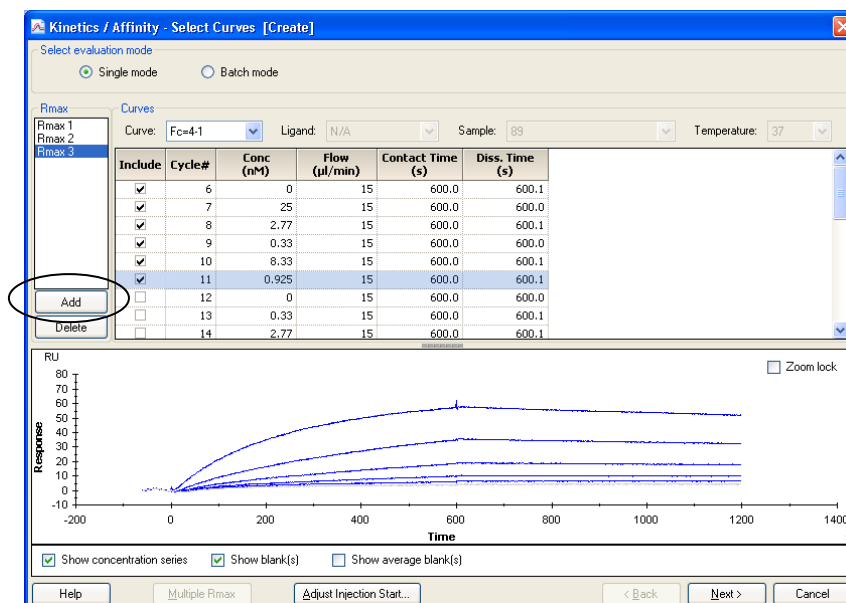 Kinetics / Affinity - Select Curves [Create]
Select evaluation mode
Single mode Batch mode
Rmax Curves
Rmax 1
Rmax 2
Rmax 3
Curve: Fc=4-1 Ligand: N/A Sample: 89 Temperature: 37
Include Cycle# Conc (nM) Flow (µl/min) Contact Time (s) Diss. Time (s)
6 0 15 600.0 600.1
7 25 15 600.0 600.0
8 2.77 15 600.0 600.1
9 0.33 15 600.0 600.0
10 8.33 15 600.0 600.1
11 0.925 15 600.0 600.1
12 0 15 600.0 600.0
13 0.33 15 600.0 600.1
14 2.77 15 600.0 600.1
Add
Delete
RU
Zoom lock
80
70
60
50
40
30
20
10
0
-10
Response
-200 0 200 400 600 800 1000 1200 1400
Time
Show concentration series Show blank(s) Show average blank(s)
Help Multiple Rmax Adjust Injection Start... < Back Next > Cancel